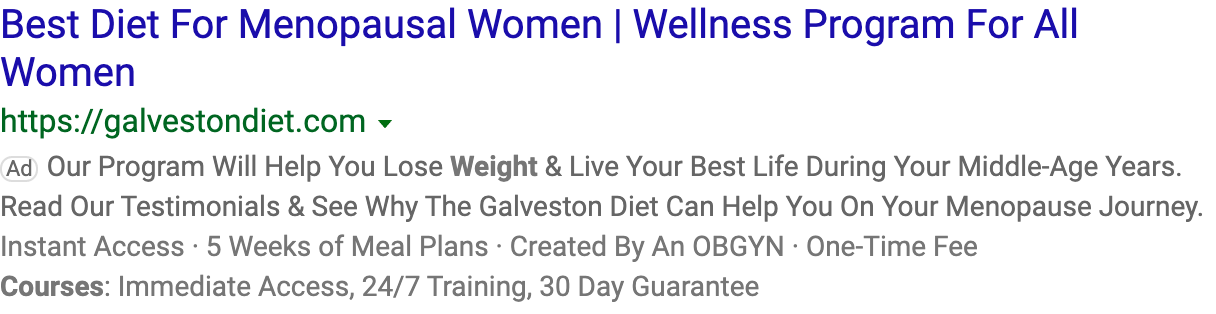 Best Diet For Menopausal Women | Wellness Program For All
Women
https://galvestondiet.com
Ad Our Program Will Help You Lose Weight & Live Your Best Life During Your Middle-Age Years.
Read Our Testimonials & See Why The Galveston Diet Can Help You On Your Menopause Journey.
Instant Access · 5 Weeks of Meal Plans · Created By An OBGYN · One-Time Fee
Courses: Immediate Access, 24/7 Training, 30 Day Guarantee